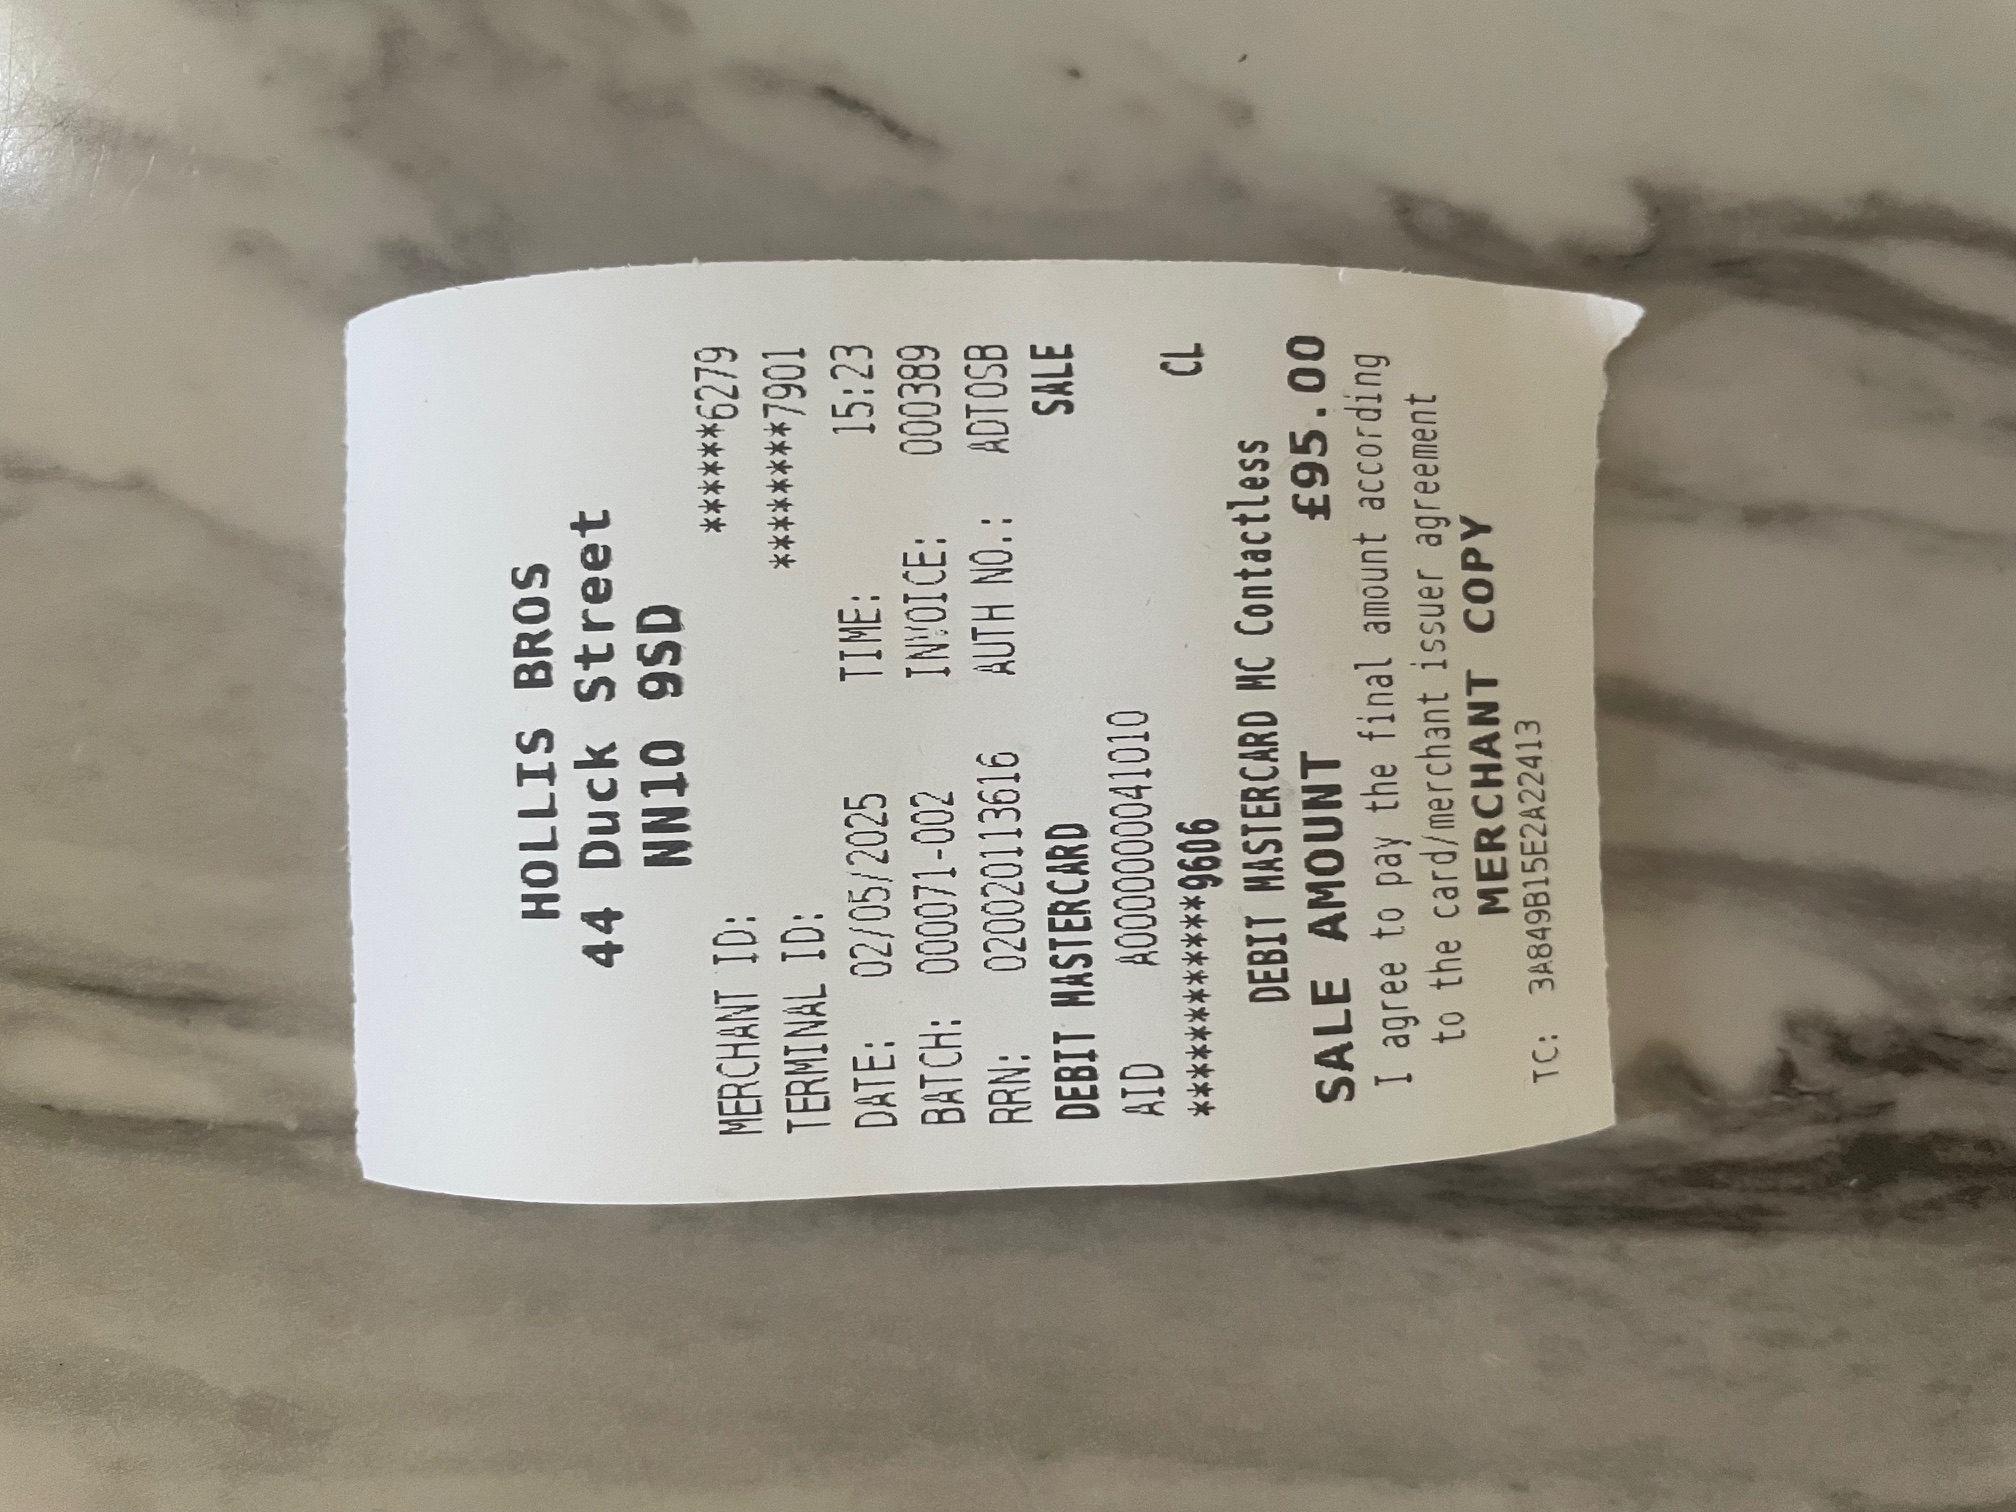 HOLLIS BROS
44 Duck Street
NN10 9SD
MERCHANT ID: ******6279
TERMINAL ID: ********7901
DATE: 02/05/2025 TIME: 15:23
BATCH: 000071-002 INVOICE: 000389
RRN: 020020113616 AUTH NO.: ADTOSB
DEBIT MASTERCARD SALE
AID A0000000041010
************9606 CL
DEBIT MASTERCARD MC Contactless
SALE AMOUNT £95.00
I agree to pay the final amount according
to the card/merchant issuer agreement
MERCHANT COPY
TC: 3A849B15E2A22413